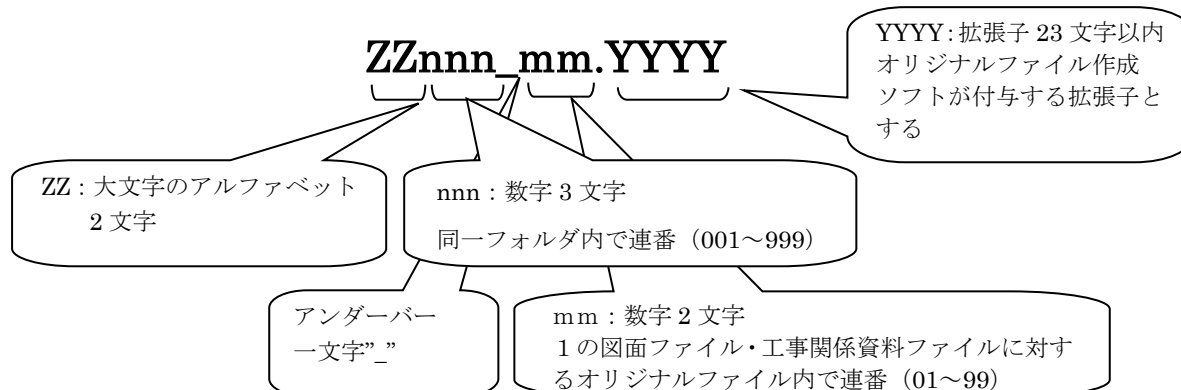 ZZnnn_mm.YYYY
YYYY:拡張子 23 文字以内
オリジナルファイル作成
ソフトが付与する拡張子と
する
ZZ:大文字のアルファベット
2 文字
nnn:数字 3 文字
同一フォルダ内で連番(001～999)
アンダーバー
一文字”_”
ｍｍ:数字 2 文字
１の図面ファイル・工事関係資料ファイルに対す
るオリジナルファイル内で連番(01～99)